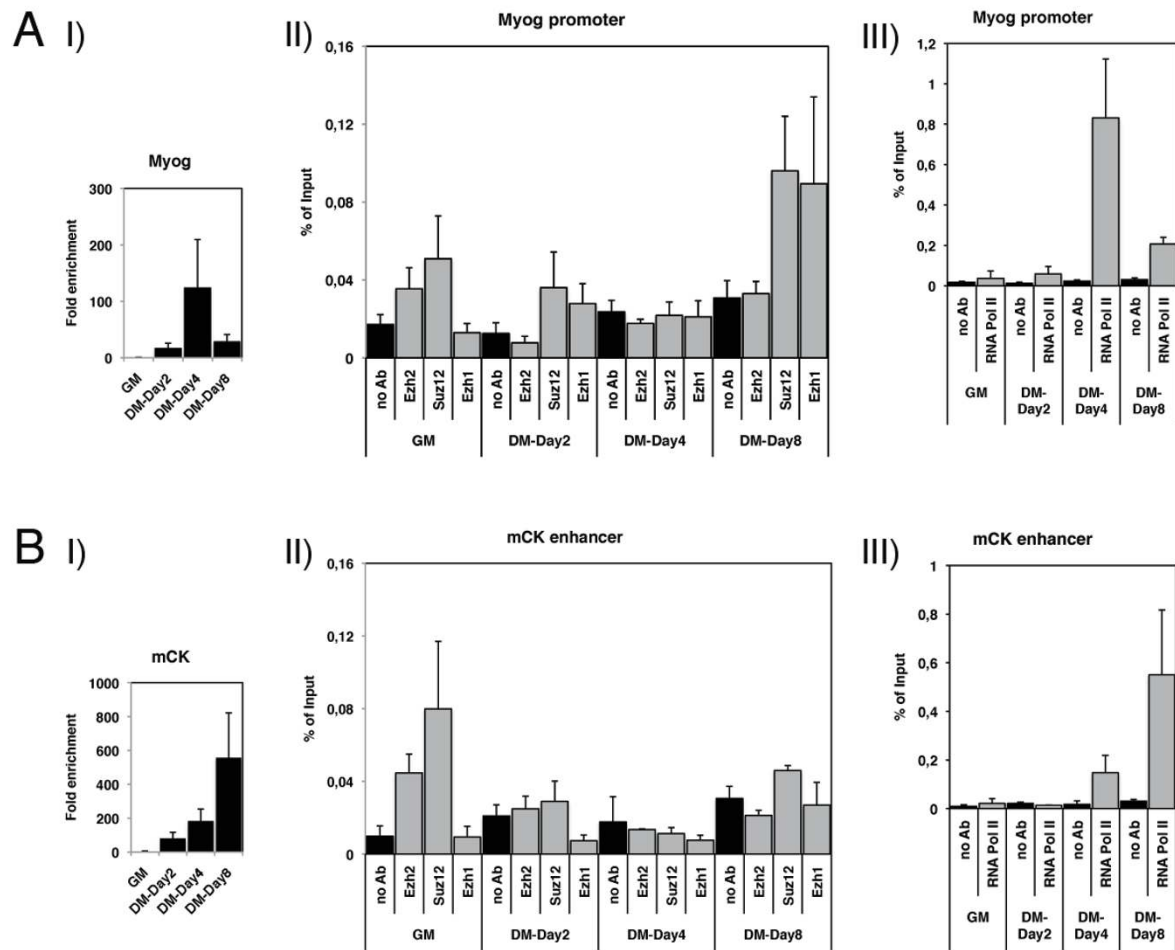 A I)
Myog
Fold enrichment
300
200
100
0
GM
DM-Day2
DM-Day4
DM-Day8
II)
Myog promoter
% of Input
0,16
0,12
0,08
0,04
0
no Ab
Ezh2
Suz12
Ezh1
no Ab
Ezh2
Suz12
Ezh1
no Ab
Ezh2
Suz12
Ezh1
no Ab
Ezh2
Suz12
Ezh1
GM
DM-Day2
DM-Day4
DM-Day8
III)
Myog promoter
% of Input
1,2
1
0,8
0,6
0,4
0,2
0
no Ab
RNA Pol II
no Ab
RNA Pol II
no Ab
RNA Pol II
no Ab
RNA Pol II
GM
DM-
Day2
DM-
Day4
DM-
Day8
B I)
mCK
Fold enrichment
1000
800
600
400
200
0
GM
DM-Day2
DM-Day4
DM-Day8
II)
mCK enhancer
% of Input
0,16
0,12
0,08
0,04
0
no Ab
Ezh2
Suz12
Ezh1
no Ab
Ezh2
Suz12
Ezh1
no Ab
Ezh2
Suz12
Ezh1
no Ab
Ezh2
Suz12
Ezh1
GM
DM-Day2
DM-Day4
DM-Day8
III)
mCK enhancer
% of Input
1
0,8
0,6
0,4
0,2
0
no Ab
RNA Pol II
no Ab
RNA Pol II
no Ab
RNA Pol II
no Ab
RNA Pol II
GM
DM-
Day2
DM-
Day4
DM-
Day8